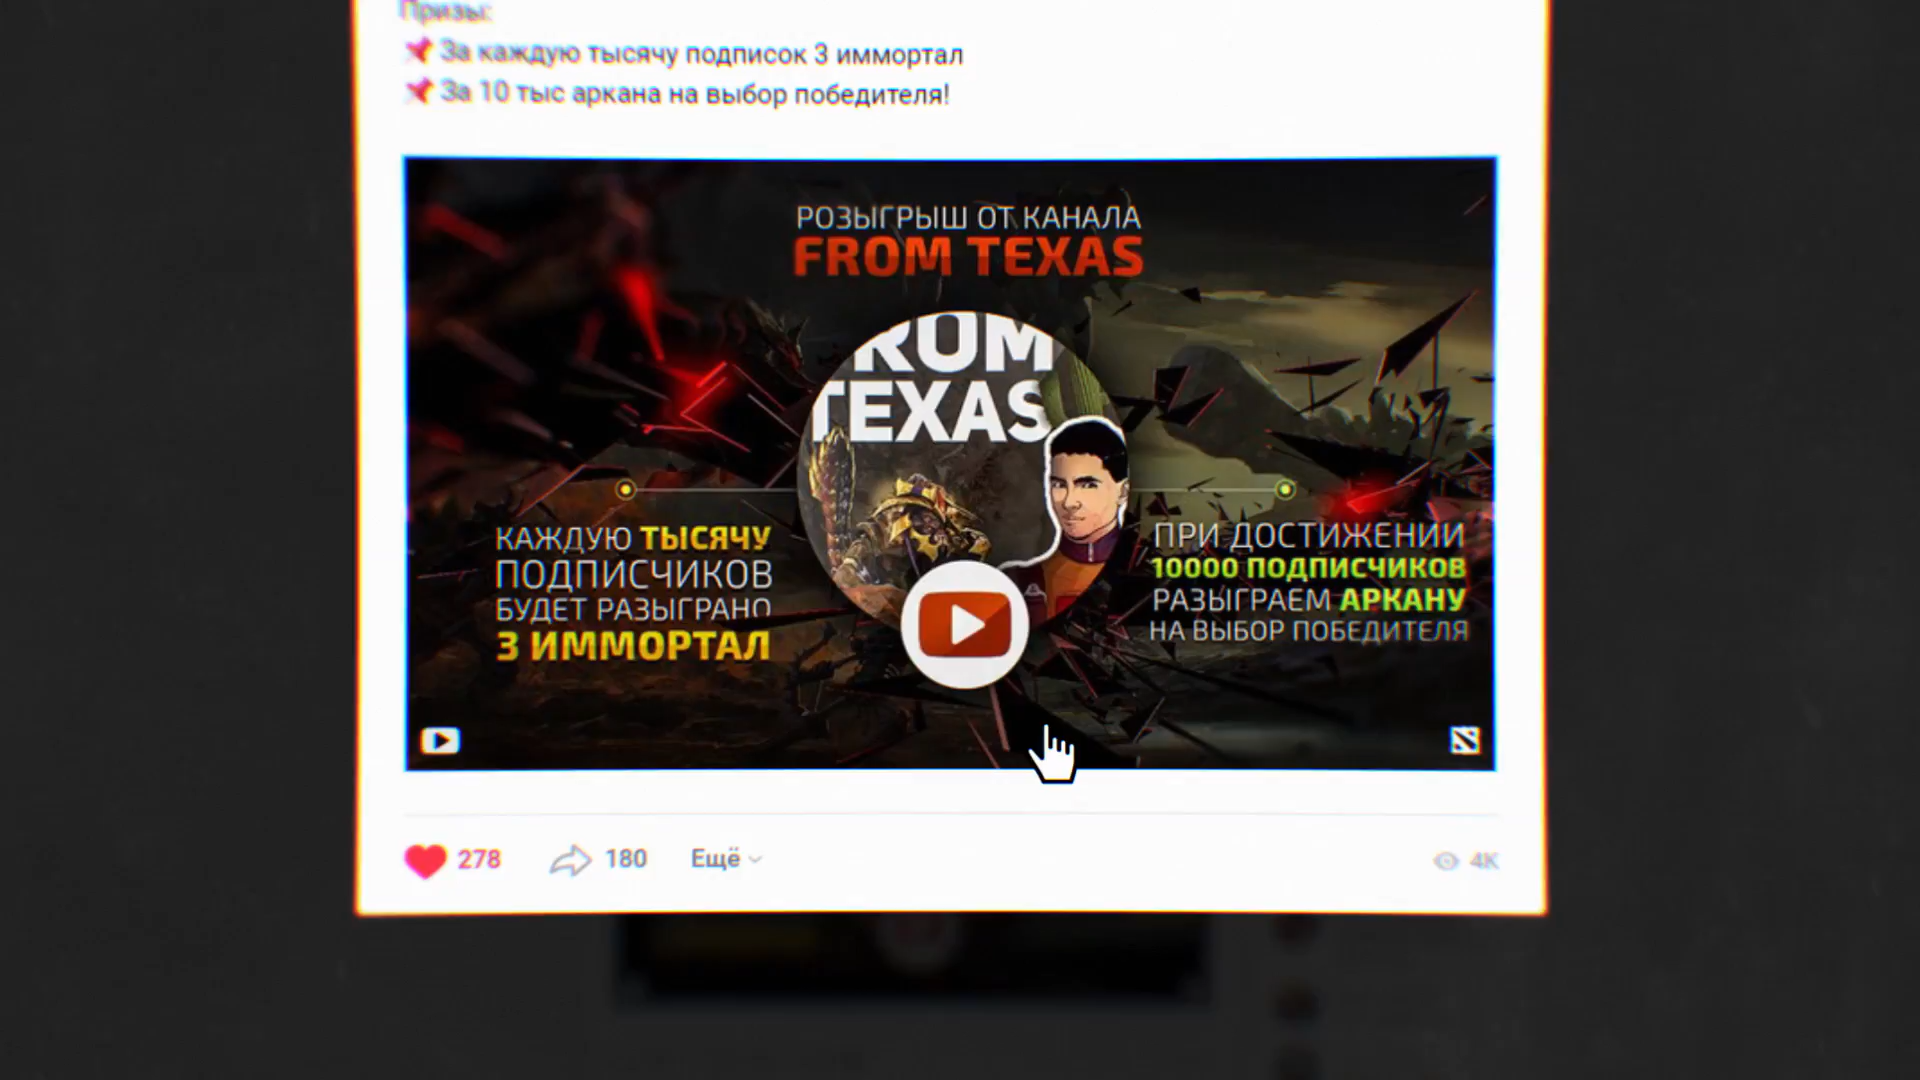 Призы:
За каждую тысячу подписок 3 иммортал
За 10 тыс аркана на выбор победителя!
РОЗЫГРЫШ ОТ КАНАЛА
FROM TEXAS
ROM
TEXAS
КАЖДУЮ ТЫСЯЧУ
ПОДПИСЧИКОВ
БУДЕТ РАЗЫГРАНО
3 ИММОРТАЛ
ПРИ ДОСТИЖЕНИИ
10000 ПОДПИСЧИКОВ
РАЗЫГРАЕМ АРКАНУ
НА ВЫБОР ПОБЕДИТЕЛЯ
278 180 Ещё 4K